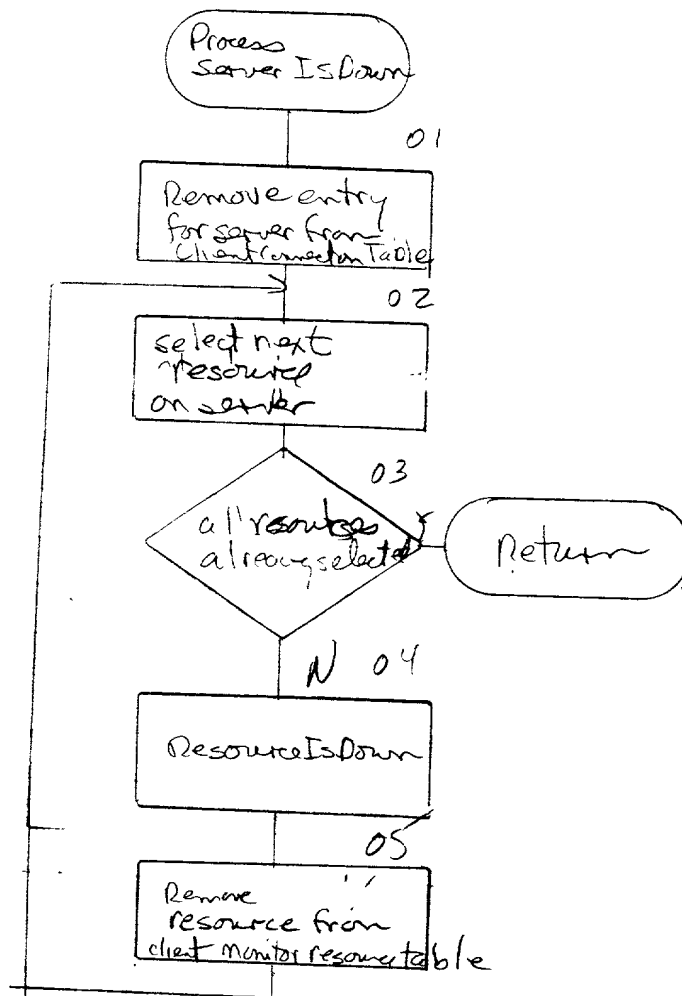 Process
server IsDown
01
Remove entry
for server from
ClientConnectionTable
02
select next
resource
on server
03
all resources
already selected
Y
Return
N 04
ResourceIsDown
05
Remove
resource from
client monitor resource table